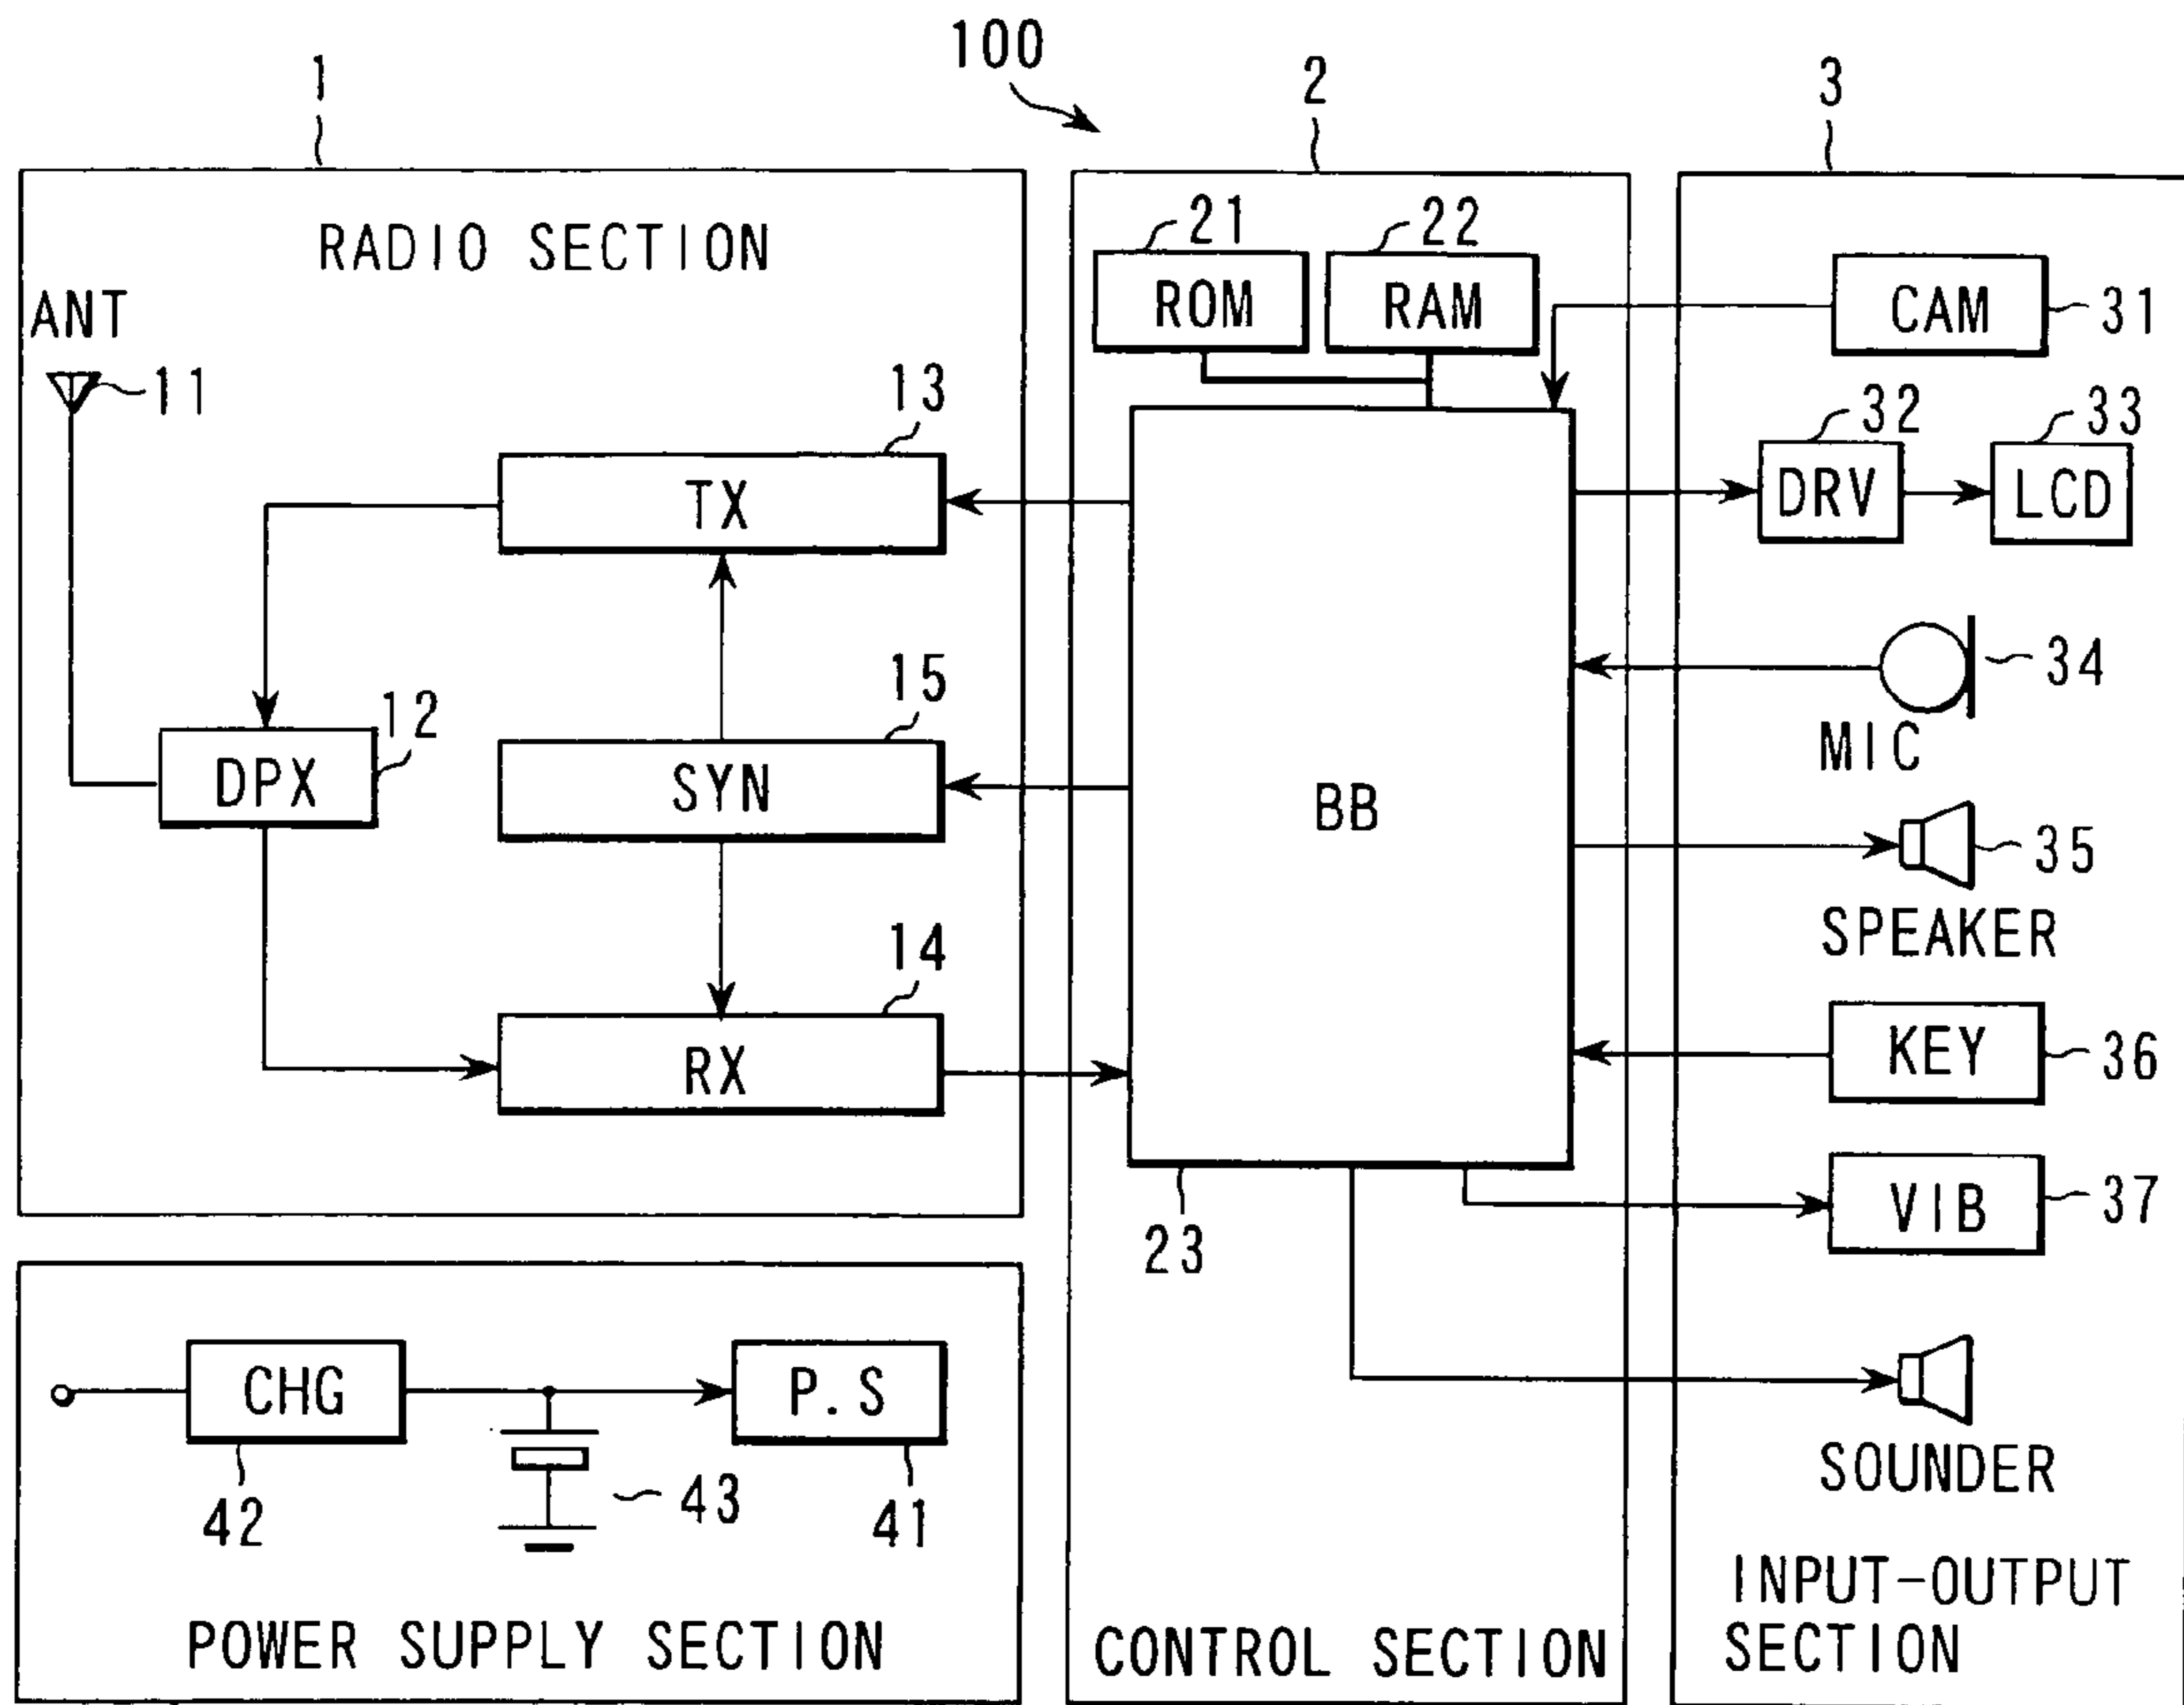 100
1
2
3
RADIO SECTION
ANT
11
13
TX
15
12
DPX
SYN
14
RX
21
22
ROM
RAM
BB
23
CAM
31
32
33
DRV
LCD
34
MIC
35
SPEAKER
KEY
36
VIB
37
SOUNDER
INPUT-OUTPUT
SECTION
CONTROL SECTION
CHG
P.S
42
43
41
POWER SUPPLY SECTION